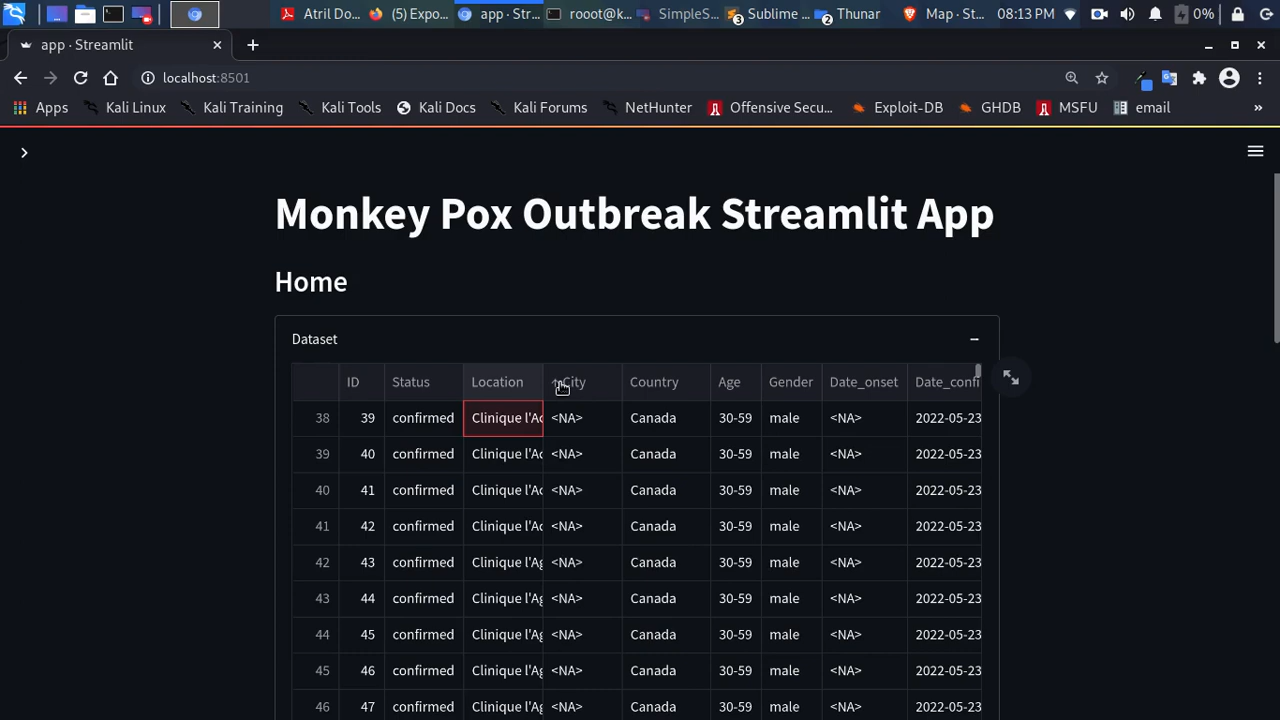 Atril Do...
(5) Expo...
app · Str...
rooot@k...
SimpleS...
3
Sublime ...
2
Thunar
Map - St...
08:13 PM
0%
app · Streamlit
localhost:8501
Apps
Kali Linux
Kali Training
Kali Tools
Kali Docs
Kali Forums
NetHunter
Offensive Secu...
Exploit-DB
GHDB
MSFU
email
»
Monkey Pox Outbreak Streamlit App
Home
Dataset
ID Status Location City Country Age Gender Date_onset Date_confi
38 39 confirmed Clinique l'Ac <NA> Canada 30-59 male <NA> 2022-05-23
39 40 confirmed Clinique l'Ac <NA> Canada 30-59 male <NA> 2022-05-23
40 41 confirmed Clinique l'Ac <NA> Canada 30-59 male <NA> 2022-05-23
41 42 confirmed Clinique l'Ac <NA> Canada 30-59 male <NA> 2022-05-23
42 43 confirmed Clinique l'Ag <NA> Canada 30-59 male <NA> 2022-05-23
43 44 confirmed Clinique l'Ag <NA> Canada 30-59 male <NA> 2022-05-23
44 45 confirmed Clinique l'Ag <NA> Canada 30-59 male <NA> 2022-05-23
45 46 confirmed Clinique l'Ag <NA> Canada 30-59 male <NA> 2022-05-23
46 47 confirmed Clinique l'Ag <NA> Canada 30-59 male <NA> 2022-05-23